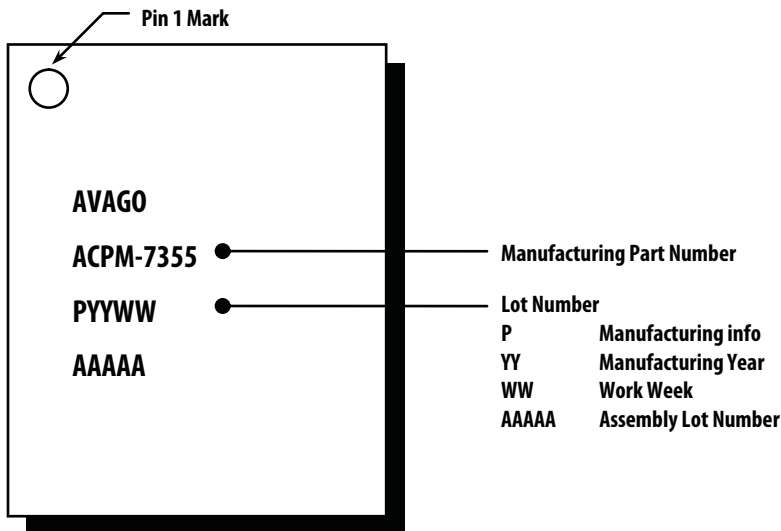 Pin 1 Mark
AVAGO
ACPM-7355
PYYWW
AAAAA
Manufacturing Part Number
Lot Number
P Manufacturing info
YY Manufacturing Year
WW Work Week
AAAAA Assembly Lot Number